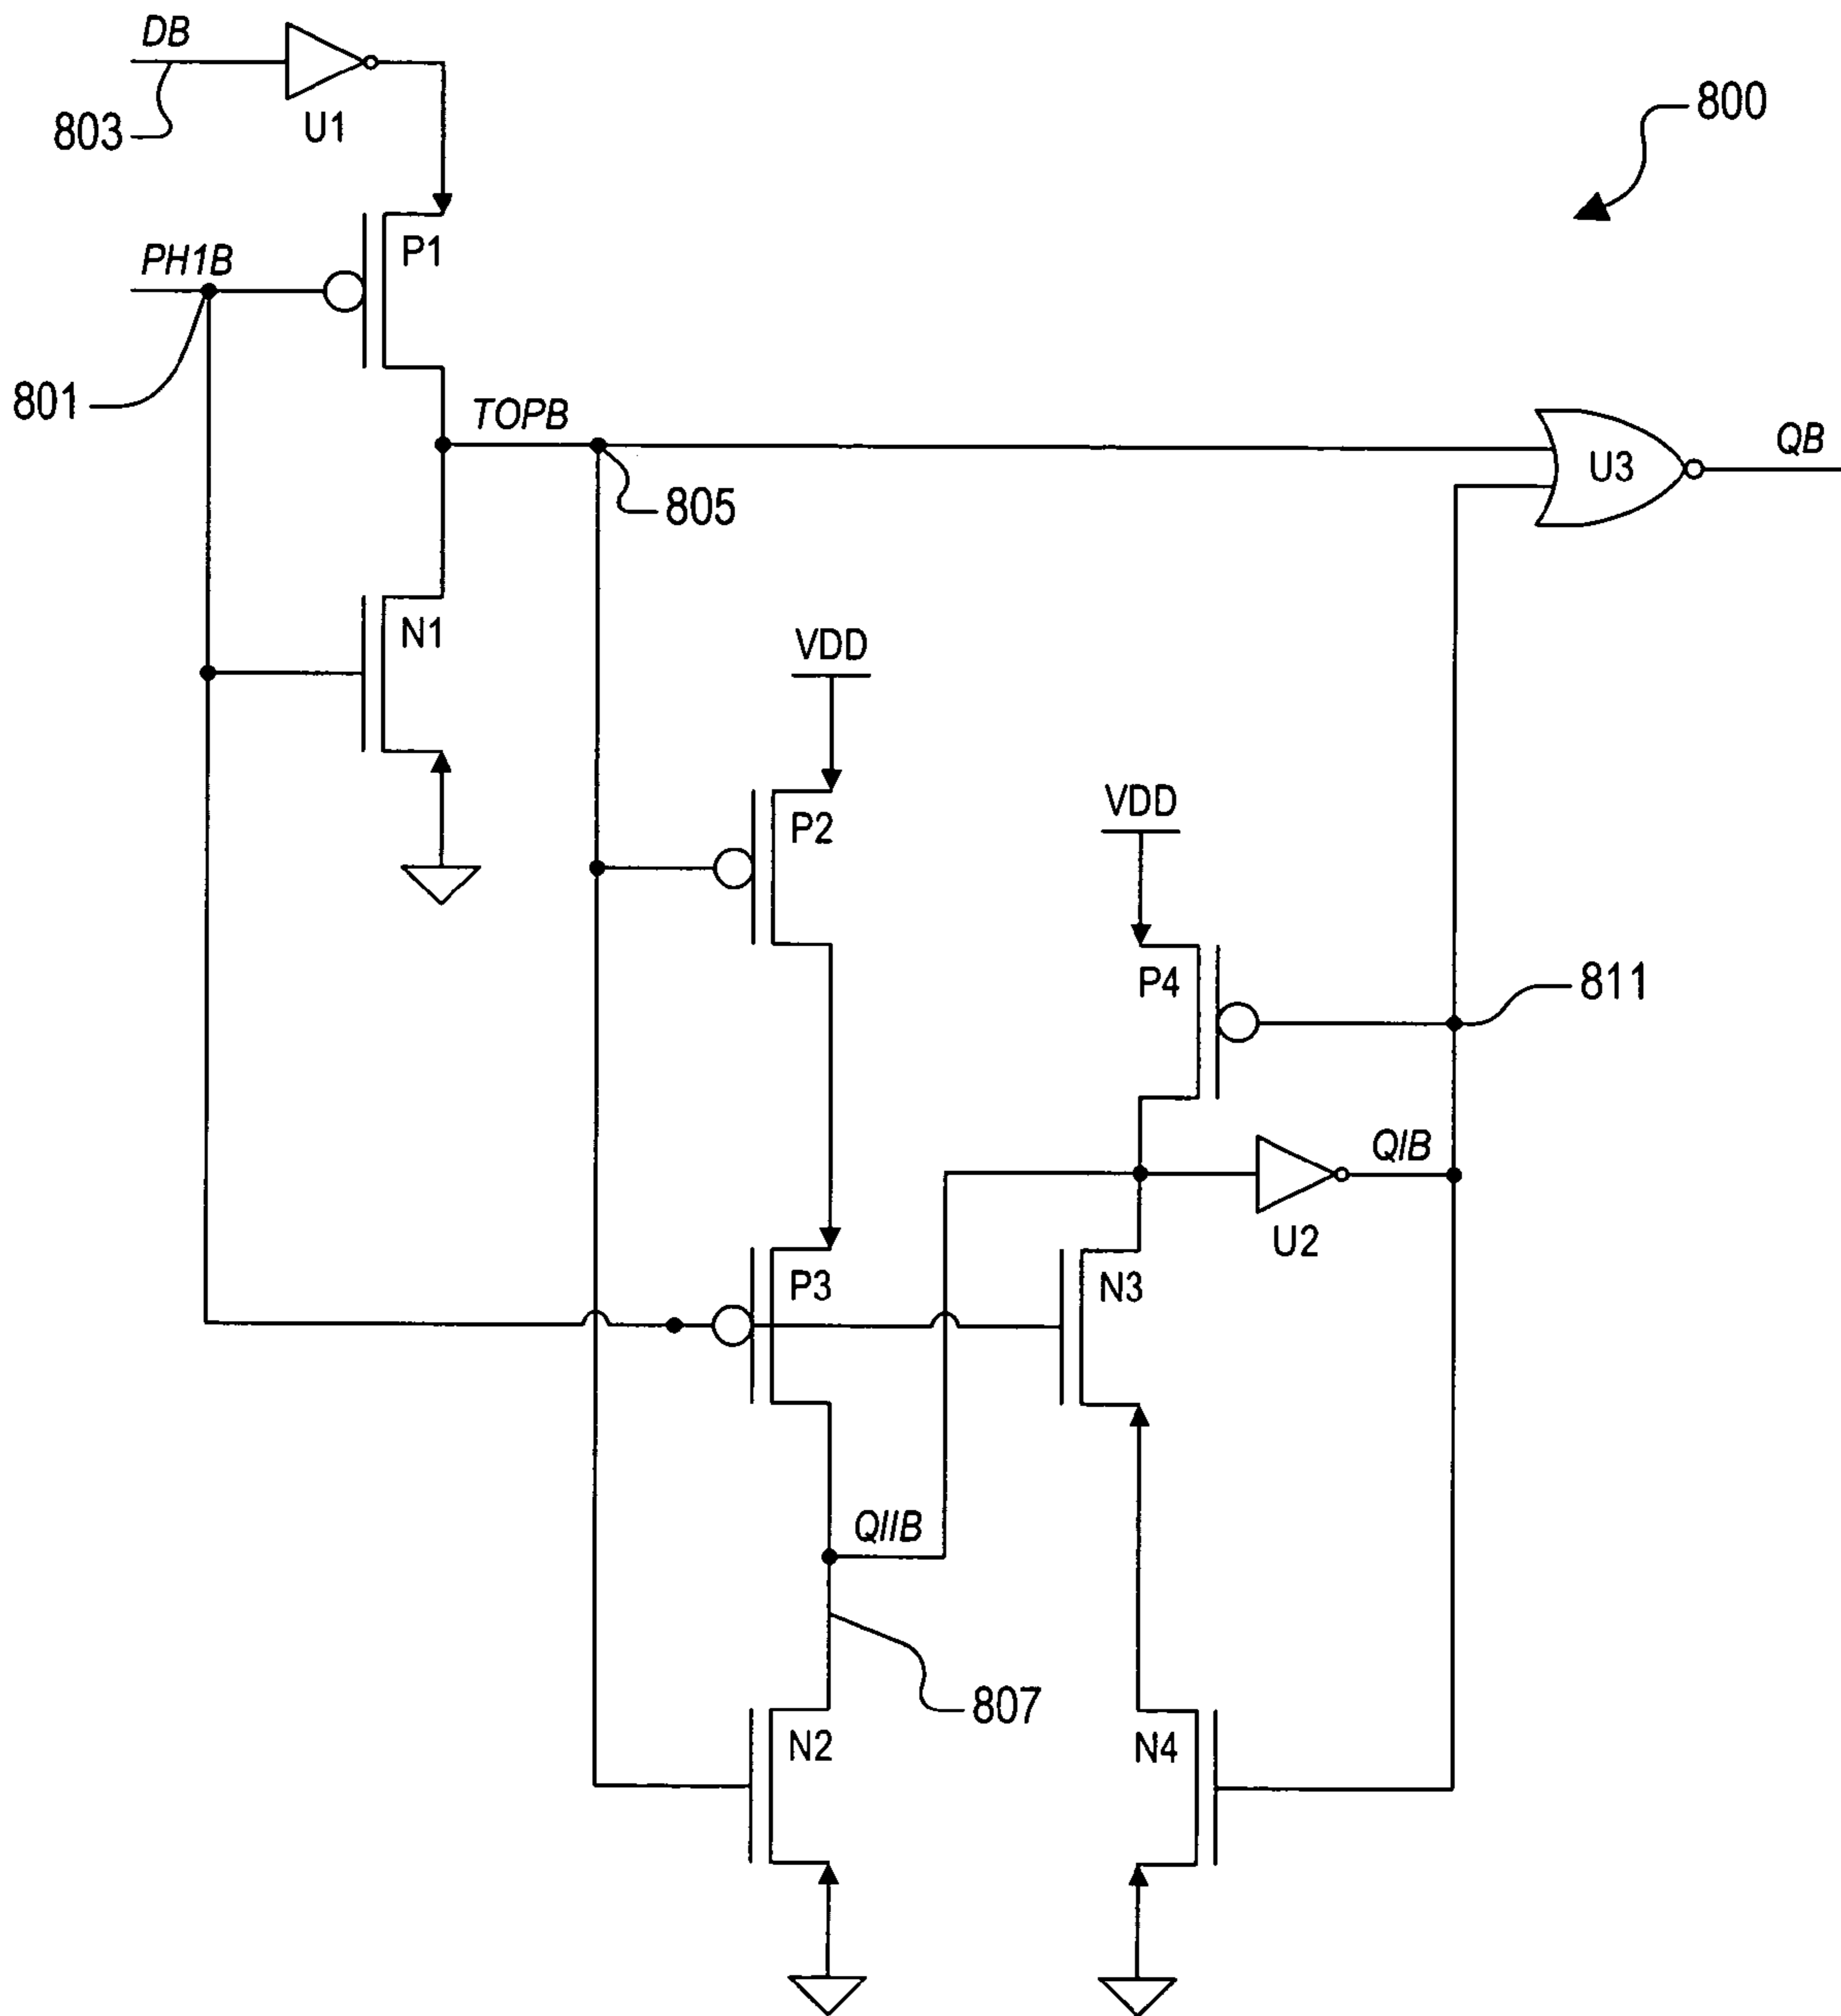 DB
803
U1
800
P1
PH1B
801
TOPB
805
U3
QB
N1
VDD
P2
VDD
P4
811
QIB
U2
P3
N3
QIIB
807
N2
N4